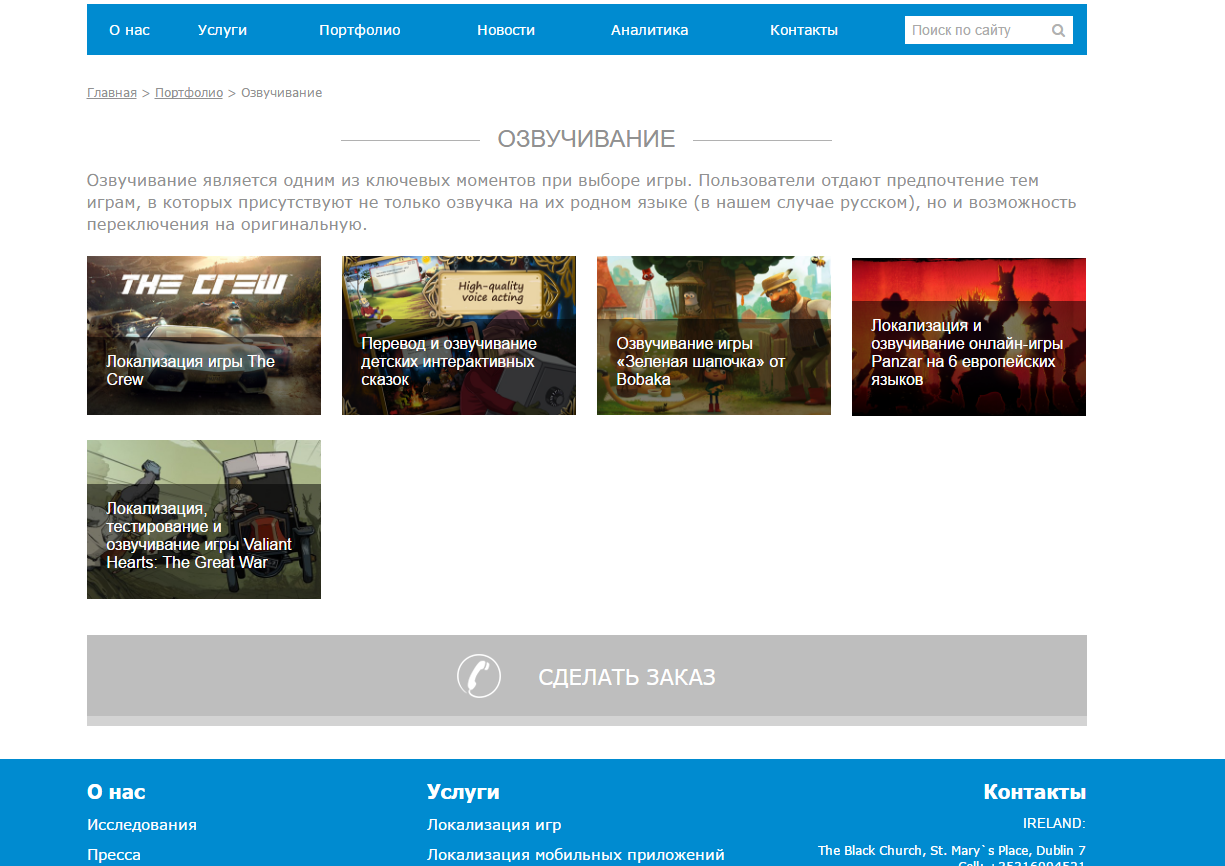 О нас Услуги Портфолио Новости Аналитика Контакты Поиск по сайту
Главная > Портфолио > Озвучивание
ОЗВУЧИВАНИЕ
Озвучивание является одним из ключевых моментов при выборе игры. Пользователи отдают предпочтение тем
играм, в которых присутствуют не только озвучка на их родном языке (в нашем случае русском), но и возможность
переключения на оригинальную.
THE CREW
Локализация игры The
Crew
High-quality
voice acting
Перевод и озвучивание
детских интерактивных
сказок
Озвучивание игры
«Зеленая шапочка» от
Bobaka
Локализация и
озвучивание онлайн-игры
Panzar на 6 европейских
языков
Локализация,
тестирование и
озвучивание игры Valiant
Hearts: The Great War
СДЕЛАТЬ ЗАКАЗ
О нас
Исследования
Пресса
Услуги
Локализация игр
Локализация мобильных приложений
Контакты
IRELAND:
The Black Church, St. Mary`s Place, Dublin 7
Cell: +35316994521